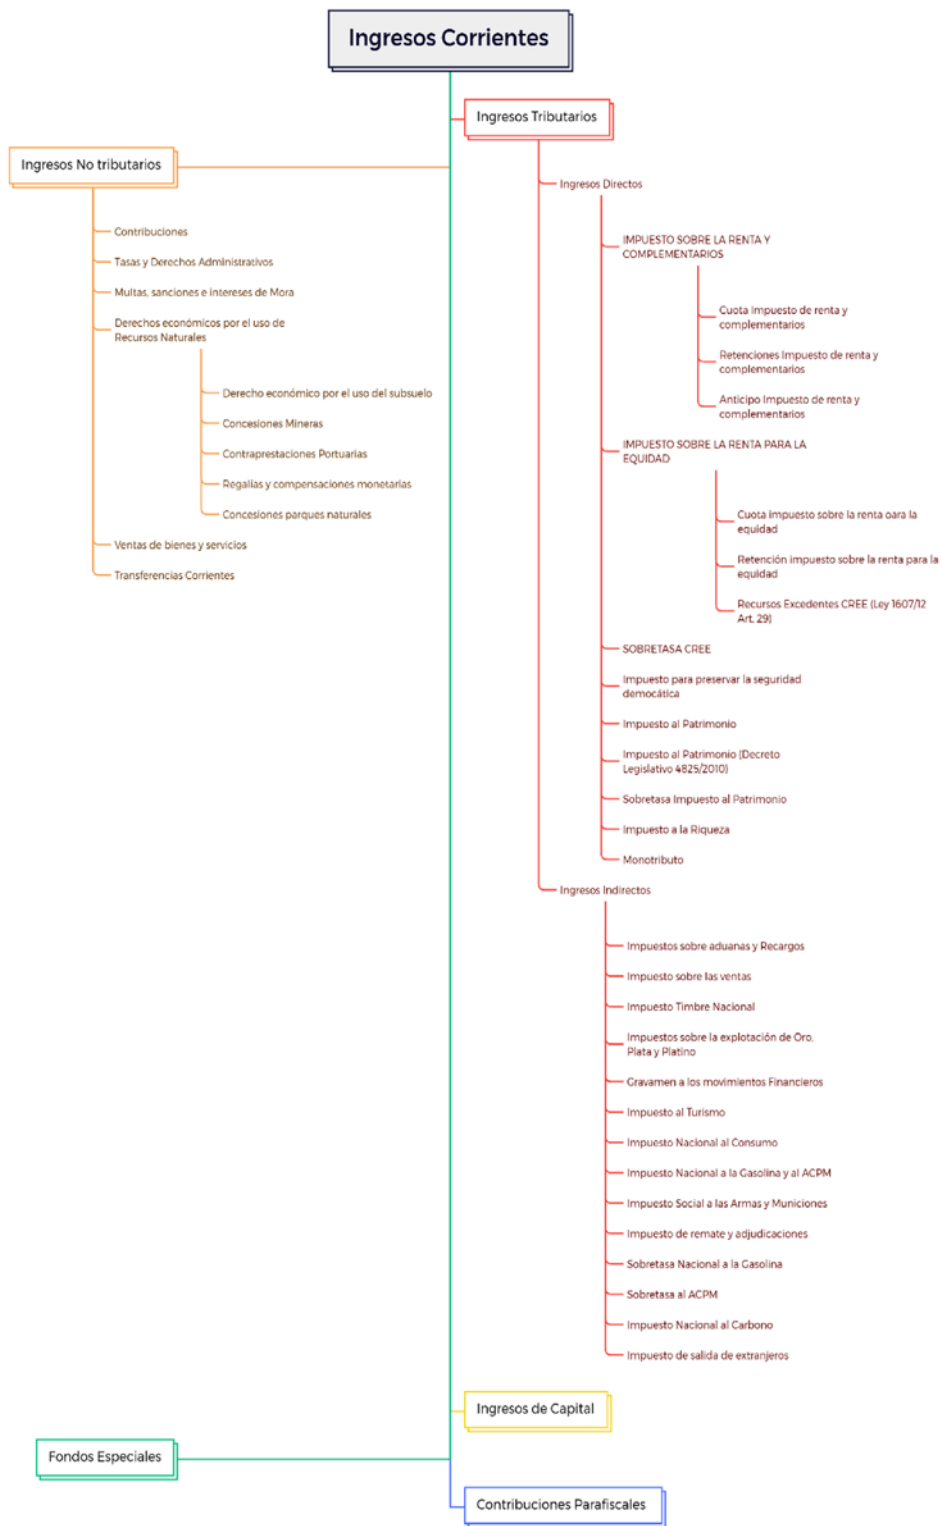 Ingresos Corrientes
Ingresos Tributarios
Ingresos No tributarios
Contribuciones
Tasas y Derechos Administrativos
Multas, sanciones e intereses de Mora
Derechos económicos por el uso de
Recursos Naturales
Derecho económico por el uso del subsuelo
Concesiones Mineras
Contraprestaciones Portuarias
Regalias y compensaciones monetarias
Concesiones parques naturales
Ventas de bienes y servicios
Transferencias Corrientes
Ingresos Directos
IMPUESTO SOBRE LA RENTA Y
COMPLEMENTARIOS
Cuota Impuesto de renta y
complementarios
Retenciones Impuesto de renta y
complementarios
Anticipo Impuesto de renta y
complementarios
IMPUESTO SOBRE LA RENTA PARA LA
EQUIDAD
Cuota impuesto sobre la renta oara la
equidad
Retención impuesto sobre la renta para la
equidad
Recursos Excedentes CREE (Ley 1607/12
Art. 29)
SOBRETASA CREE
Impuesto para preservar la seguridad
democática
Impuesto al Patrimonio
Impuesto al Patrimonio (Decreto
Legislativo 4825/2010)
Sobretasa Impuesto al Patrimonio
Impuesto a la Riqueza
Monotributo
Ingresos Indirectos
Impuestos sobre aduanas y Recargos
Impuesto sobre las ventas
Impuesto Timbre Nacional
Impuestos sobre la explotación de Oro,
Plata y Platino
Gravamen a los movimientos Financieros
Impuesto al Turismo
Impuesto Nacional al Consumo
Impuesto Nacional a la Gasolina y al ACPM
Impuesto Social a las Armas y Municiones
Impuesto de remate y adjudicaciones
Sobretasa Nacional a la Gasolina
Sobretasa al ACPM
Impuesto Nacional al Carbono
Impuesto de salida de extranjeros
Ingresos de Capital
Fondos Especiales
Contribuciones Parafiscales